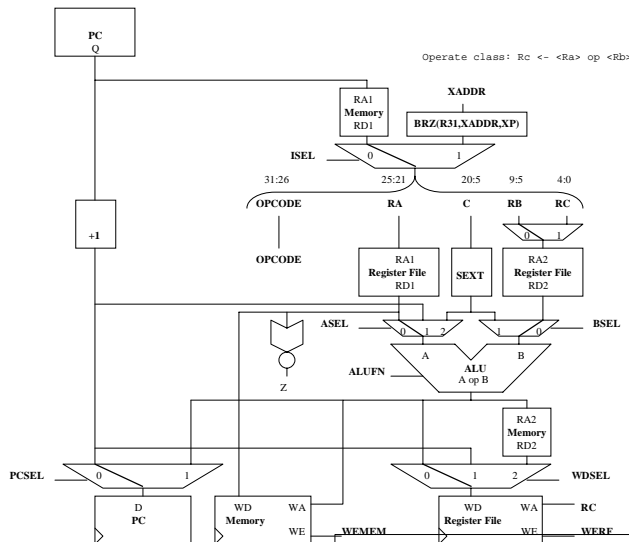 PC
Q
Operate class: Rc <- <Ra> op <Rb>
XADDR
RA1
Memory
RD1
BRZ(R31,XADDR,XP)
ISEL
0
1
31:26
25:21
20:5
9:5
4:0
OPCODE
RA
C
RB
RC
+1
0
1
OPCODE
RA1
Register File
RD1
SEXT
RA2
Register File
RD2
ASEL
0
1
2
1
0
BSEL
Z
A
B
ALUFN
ALU
A op B
RA2
Memory
RD2
PCSEL
0
1
0
1
2
WDSEL
D
PC
WD
WA
Memory
WE
WEMEM
WD
WA
Register File
WE
RC
WERF